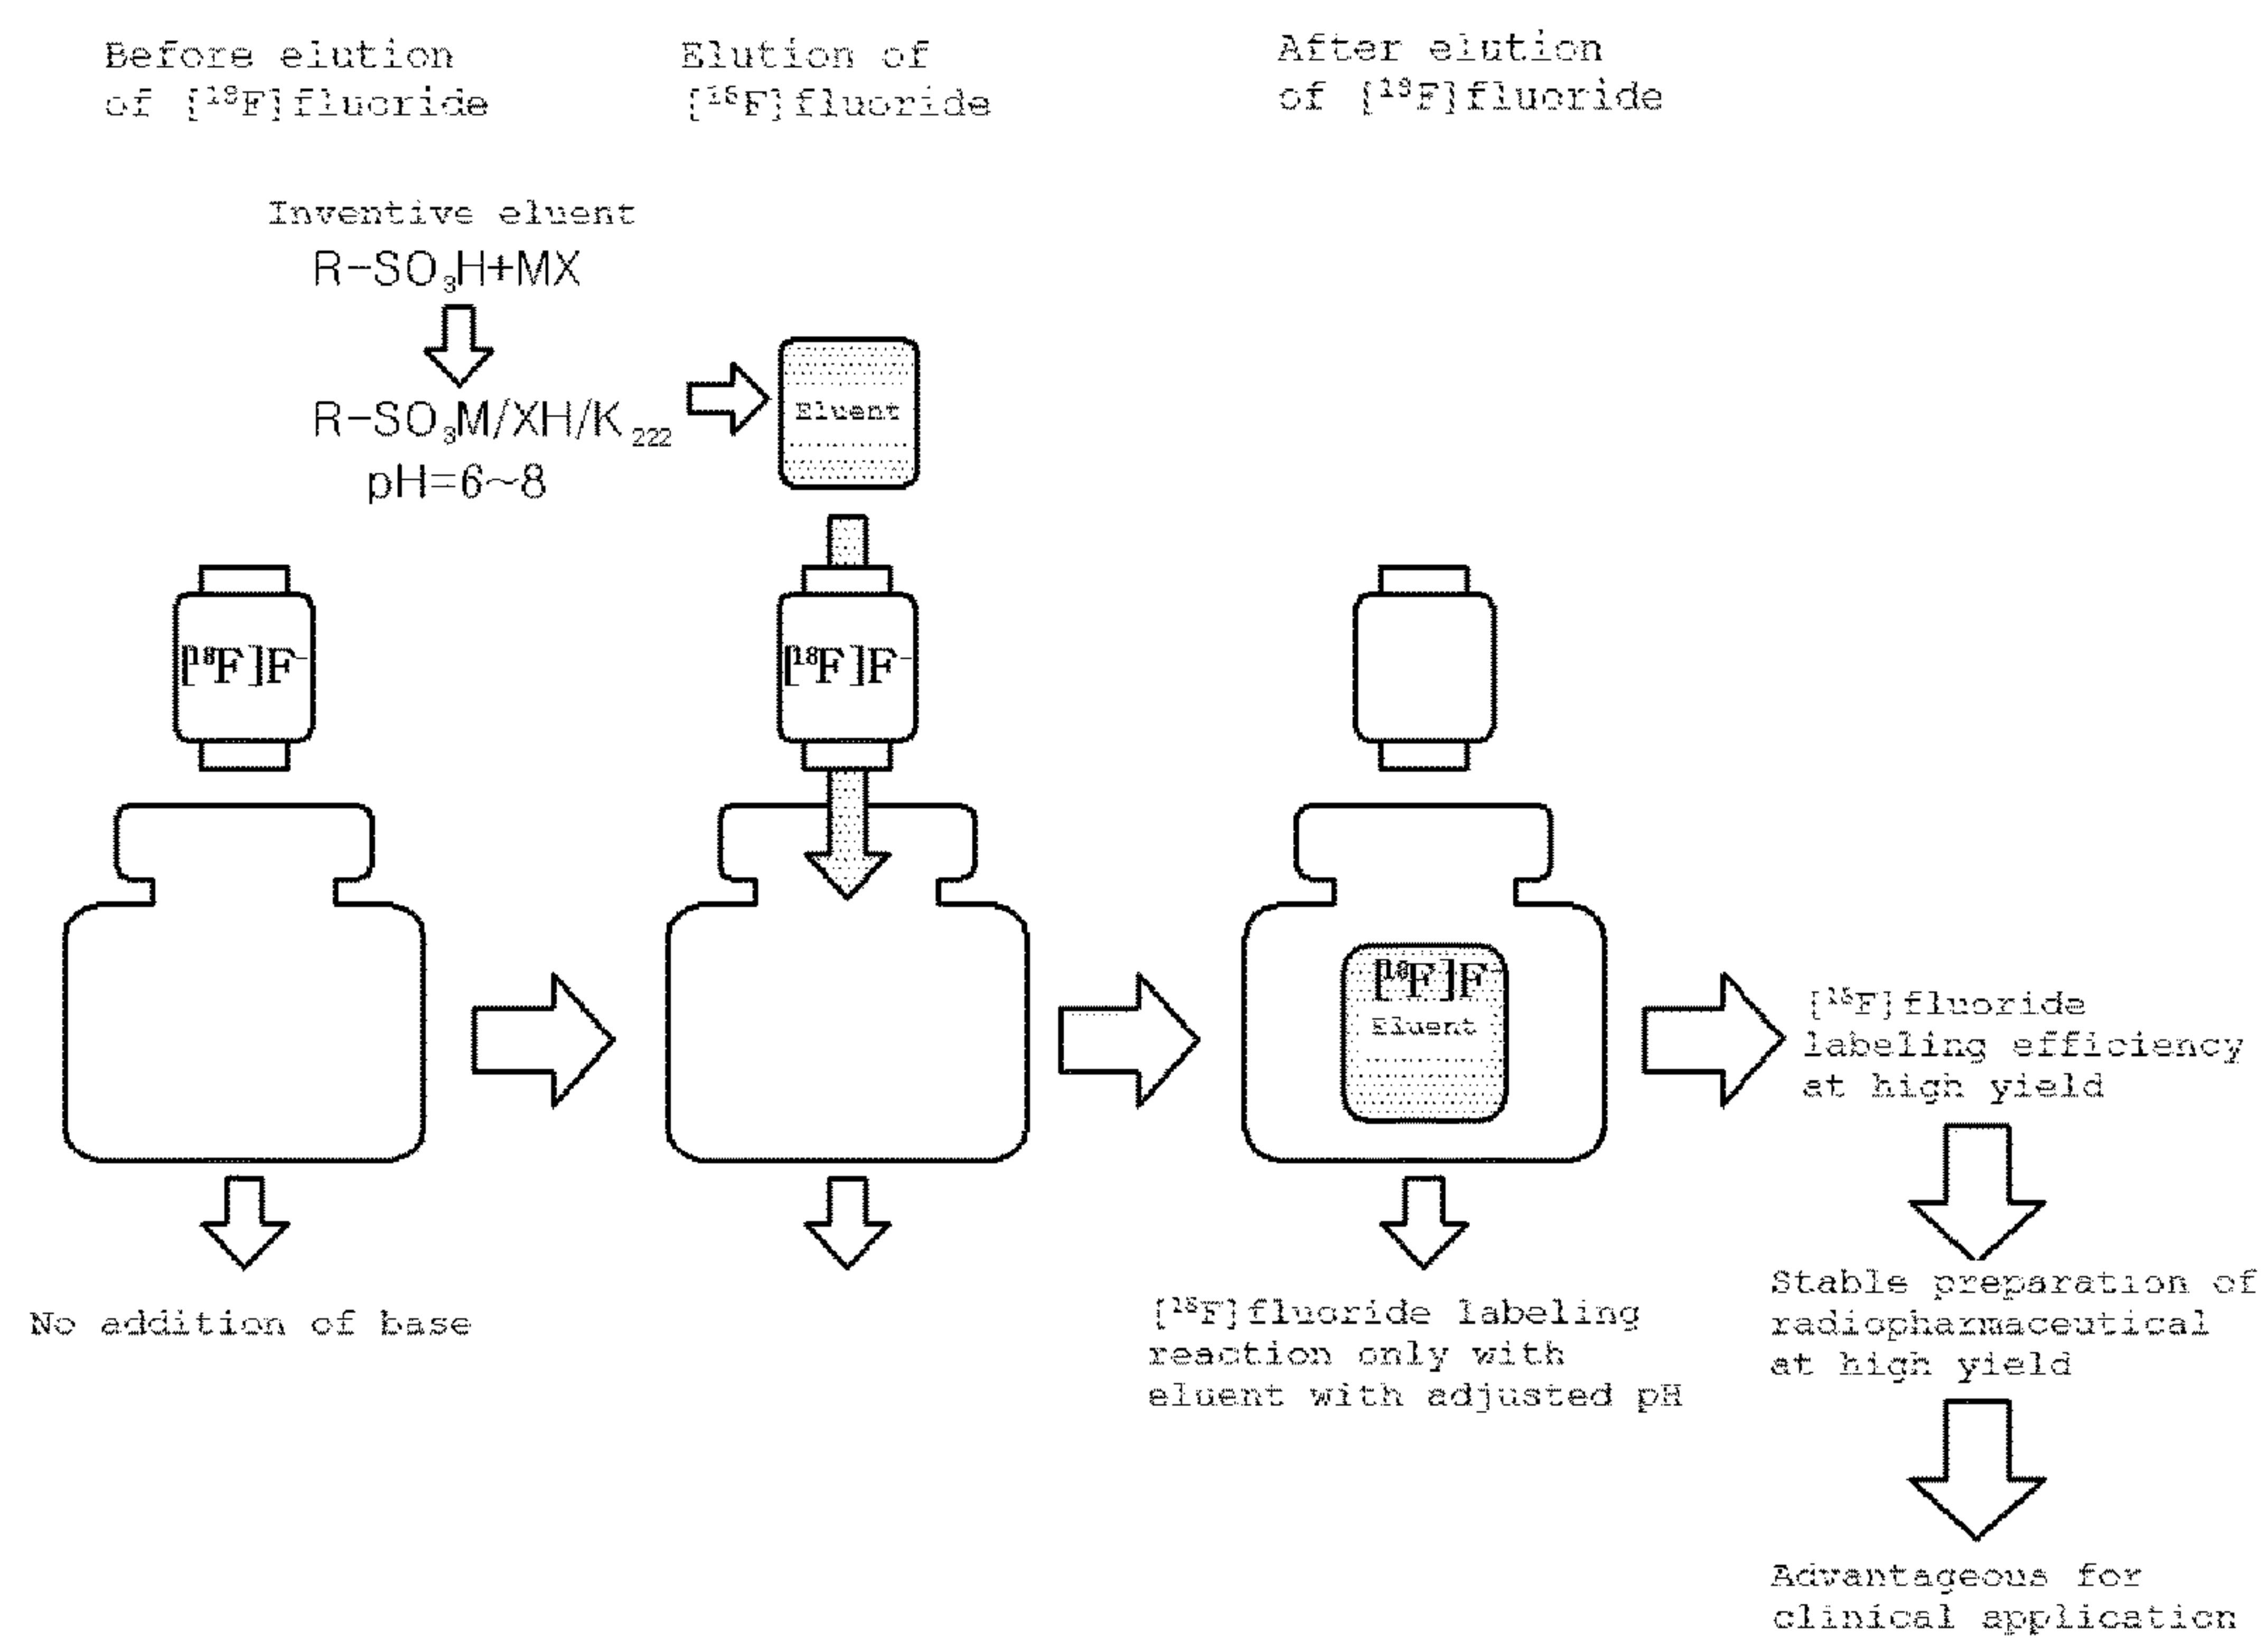 Before elution
of [¹⁸F]fluoride
Elution of
[¹⁸F]fluoride
After elution
of [¹⁸F]fluoride
Inventive eluent
R-SO₃H+MX
R-SO₃M/XH/K₂₂₂
pH=6~8
Eluent
[¹⁸F]F⁻
[¹⁸F]F⁻
[¹⁸F]F⁻
Eluent
[¹⁸F]fluoride
labeling efficiency
at high yield
No addition of base
[¹⁸F]fluoride labeling
reaction only with
eluent with adjusted pH
Stable preparation of
radiopharmaceutical
at high yield
Advantageous for
clinical application